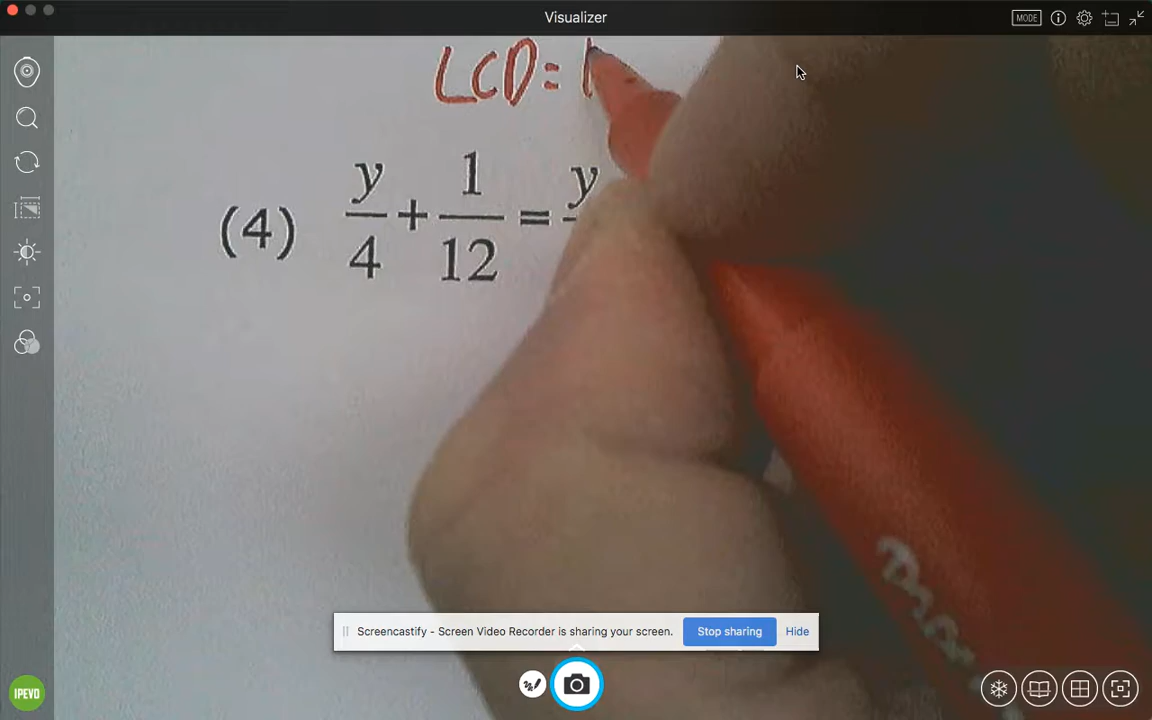 Visualizer
MODE
LCD=
(4) y/4 + 1/12 = y
Screencastify - Screen Video Recorder is sharing your screen.
Stop sharing
Hide
IPEVO